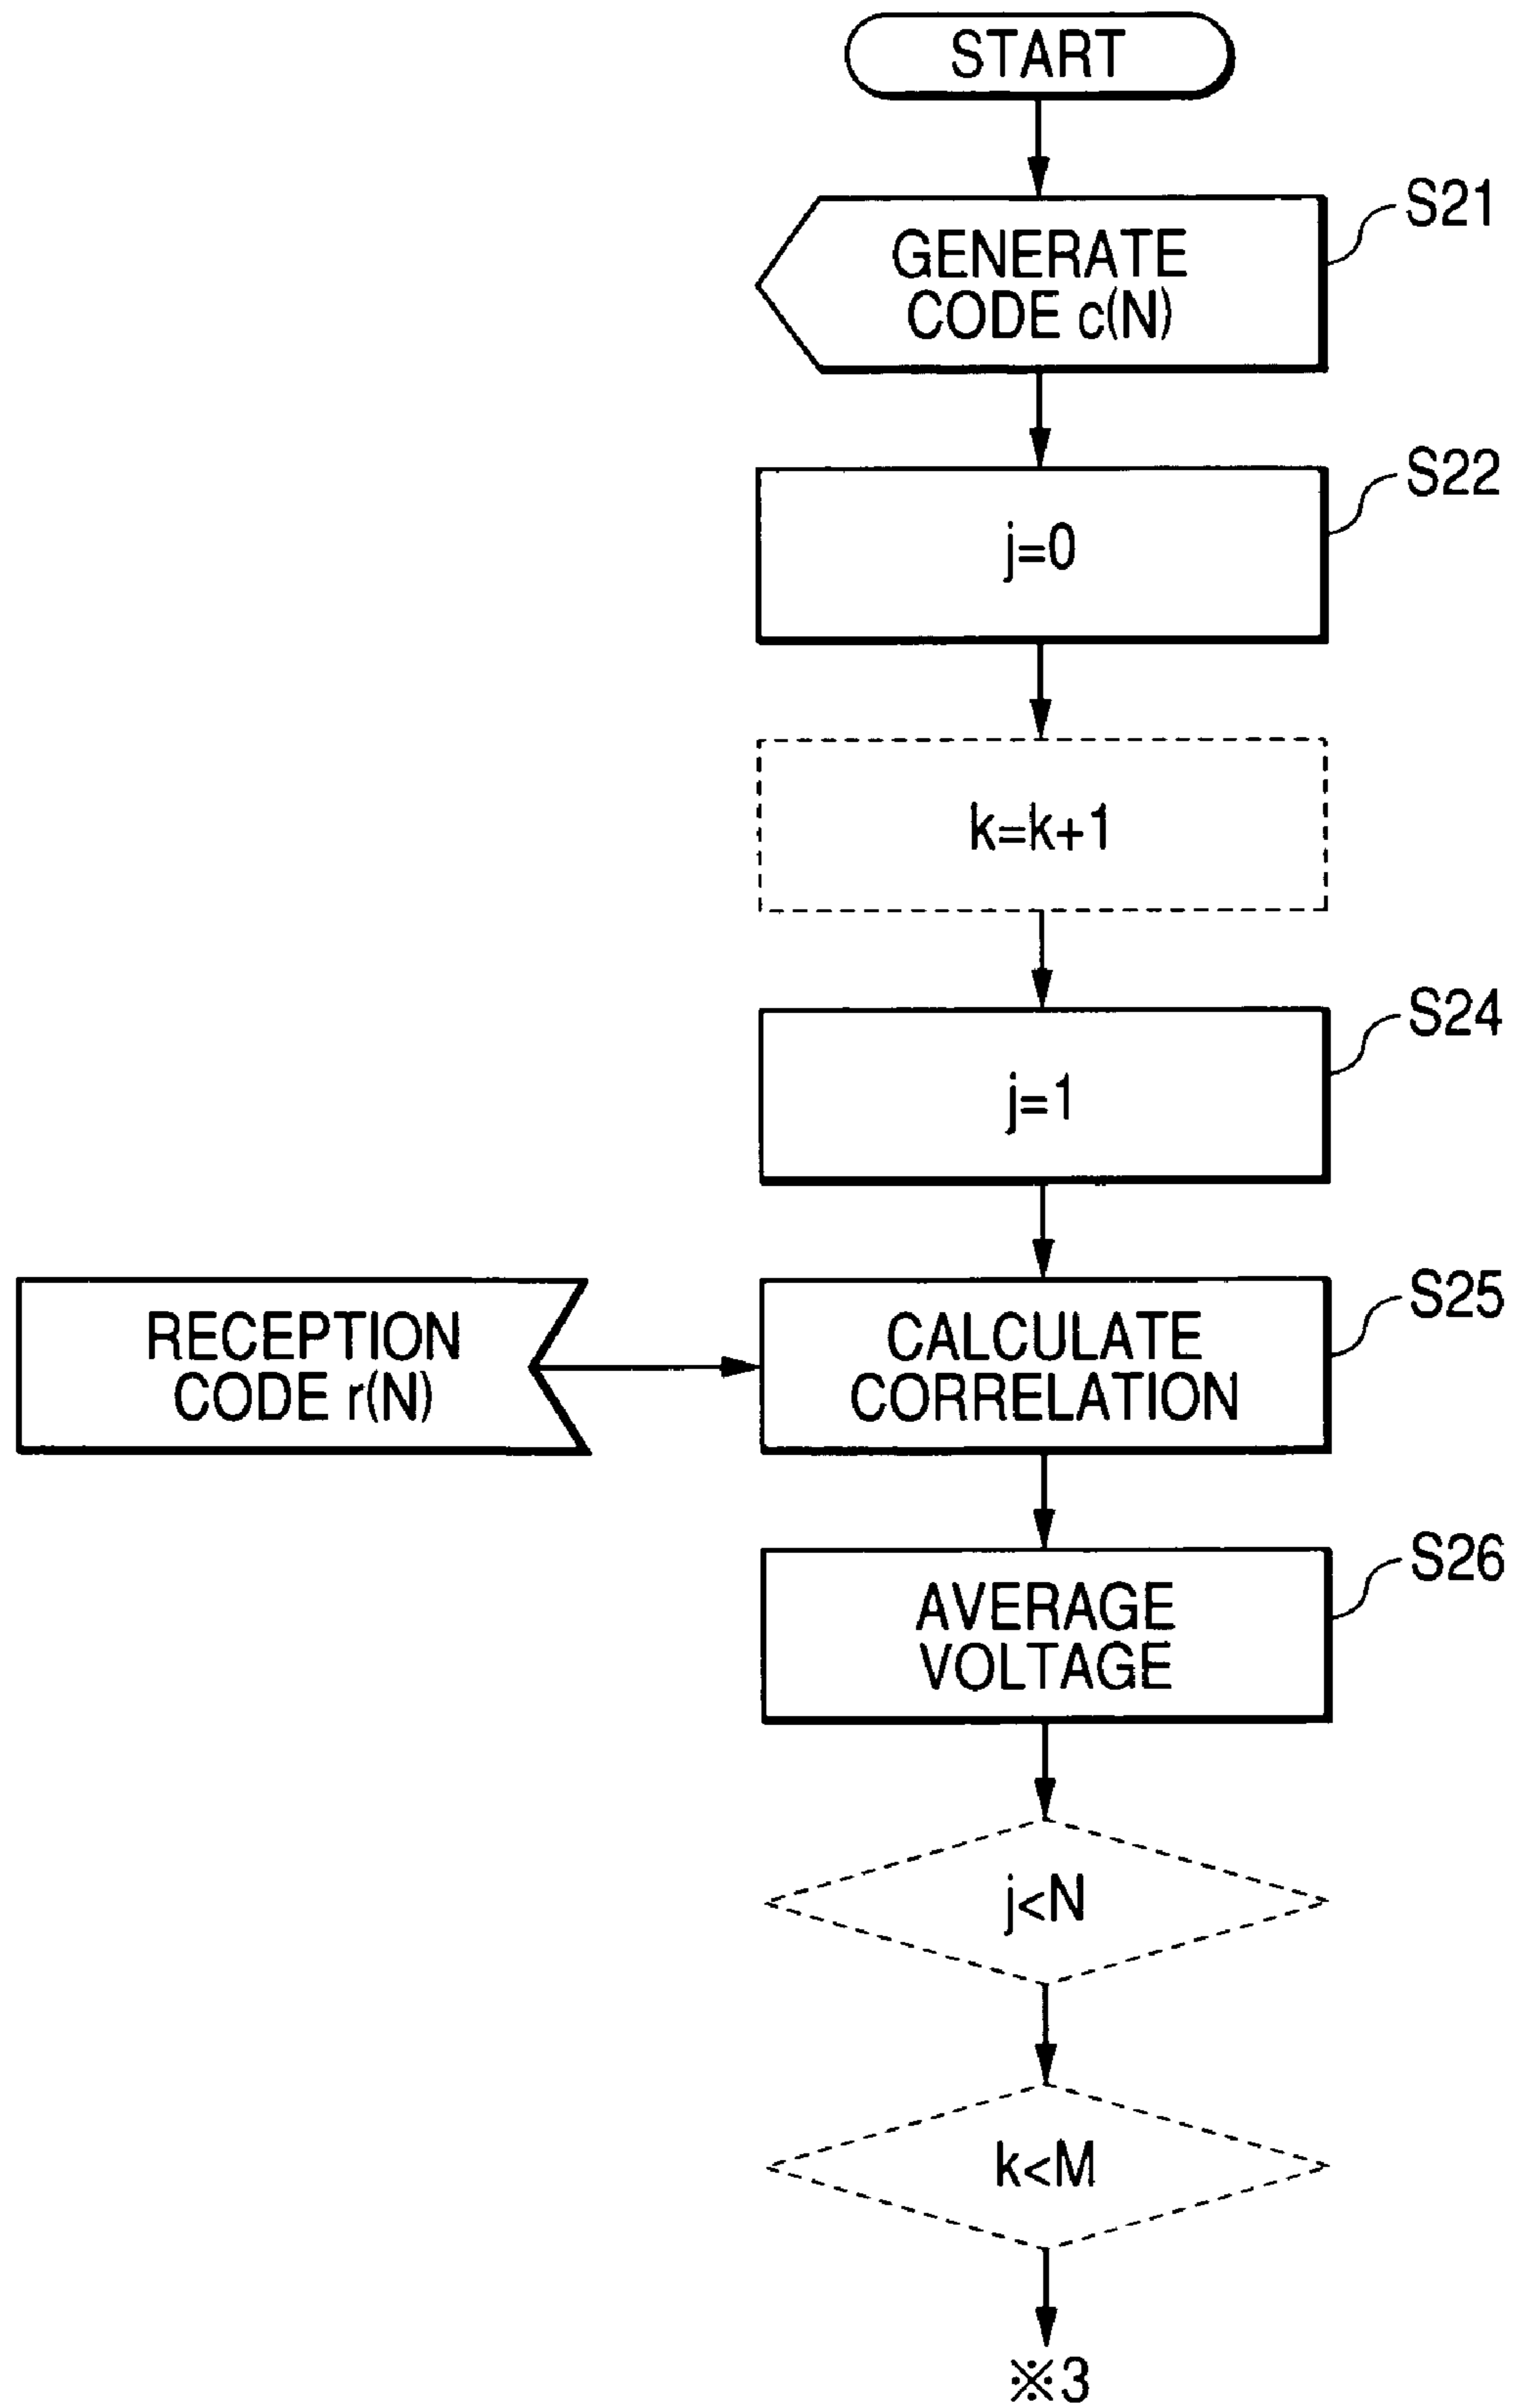 START
GENERATE
CODE c(N)
S21
j=0
S22
k=k+1
j=1
S24
RECEPTION
CODE r(N)
CALCULATE
CORRELATION
S25
AVERAGE
VOLTAGE
S26
j<N
k<M
※3